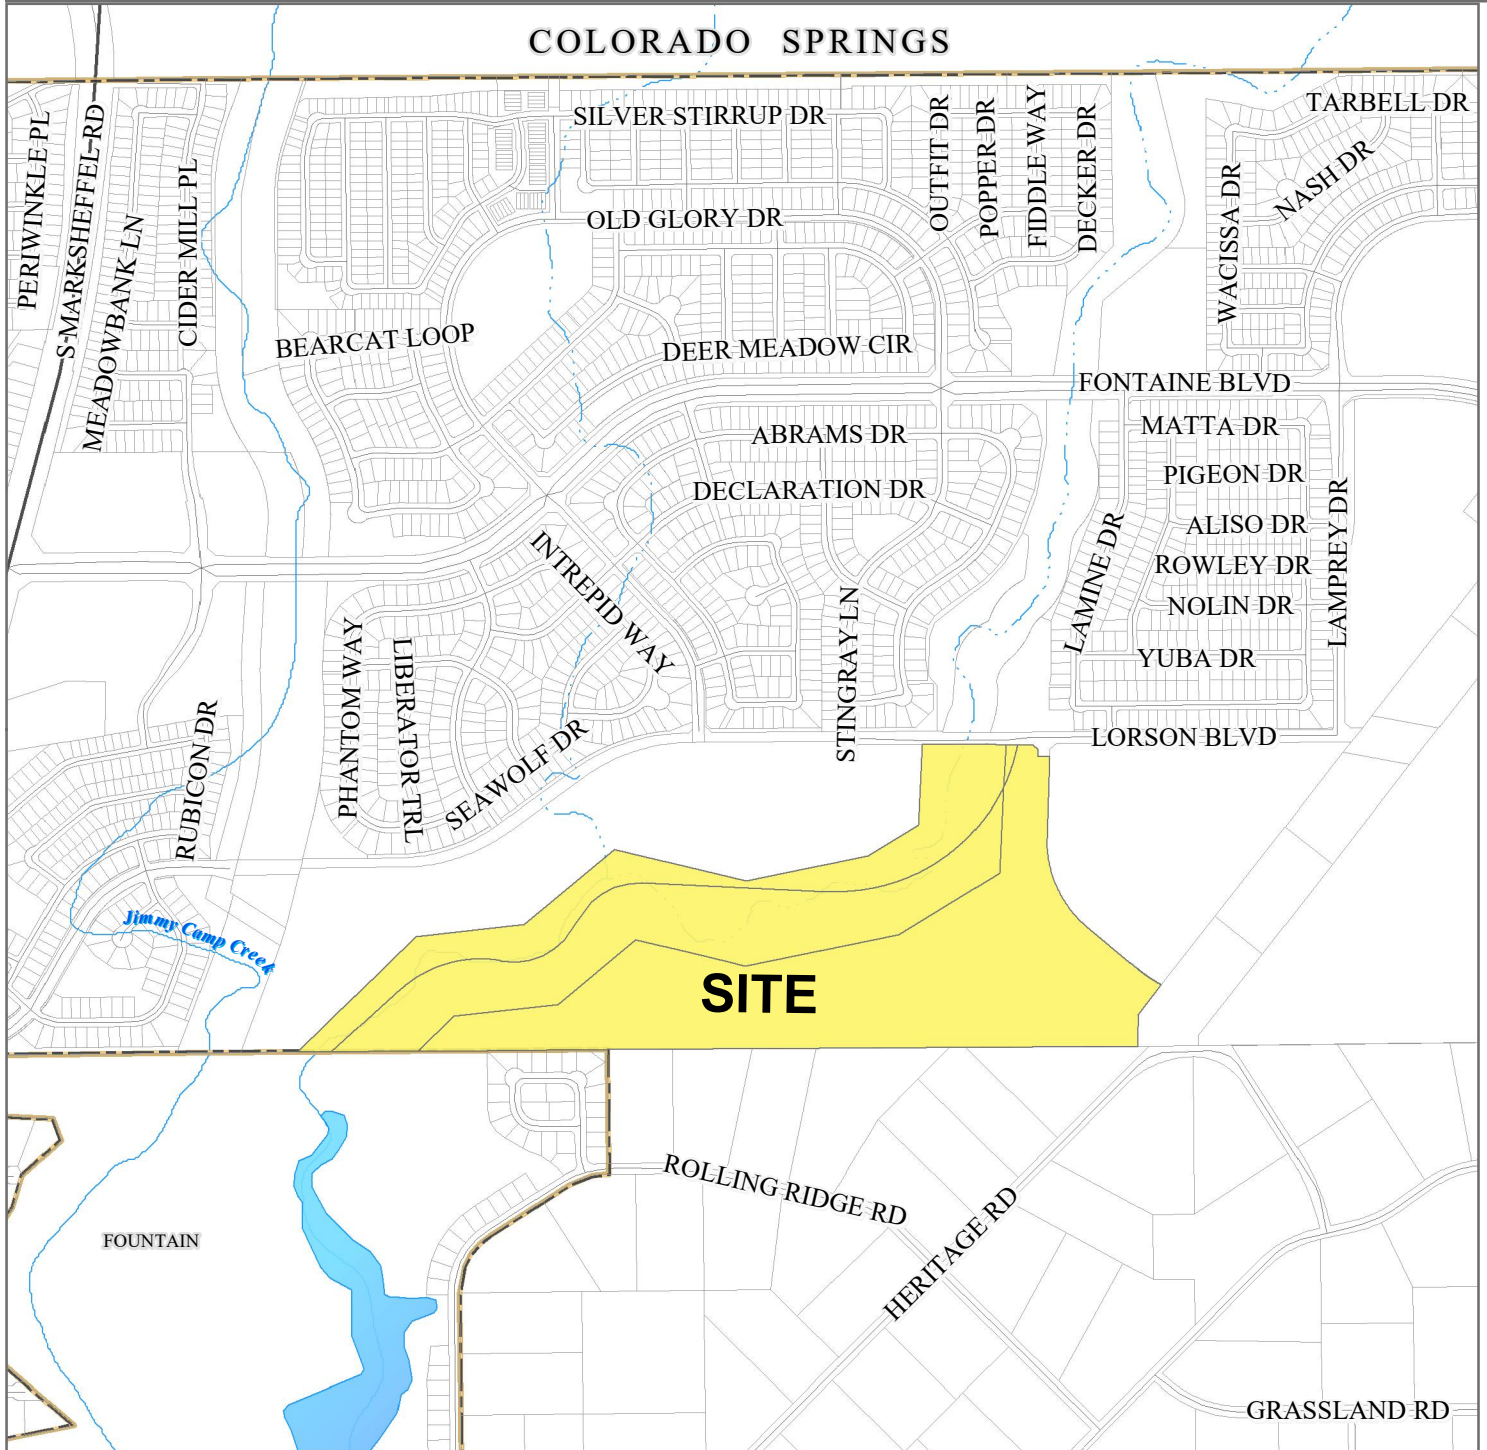 COLORADO SPRINGS
TARBELL DR
SILVER STIRRUP DR
OUTFIT DR
POPPER DR
FIDDLE WAY
DECKER DR
PERIWINKLE PL
S MARKSHEFFEL RD
MEADOWBANK LN
CIDER MILL PL
NASH DR
WACISSA DR
OLD GLORY DR
BEARCAT LOOP
DEER MEADOW CIR
FONTAINE BLVD
MATTA DR
ABRAMS DR
PIGEON DR
DECLARATION DR
ALISO DR
LAMPREY DR
LAMINE DR
ROWLEY DR
NOLIN DR
INTREPID WAY
YUBA DR
STINGRAY LN
PHANTOM WAY
LIBERATOR TRL
SEAWOLF DR
RUBICON DR
LORSON BLVD
Jimmy Camp Creek
SITE
ROLLING RIDGE RD
HERITAGE RD
FOUNTAIN
GRASSLAND RD